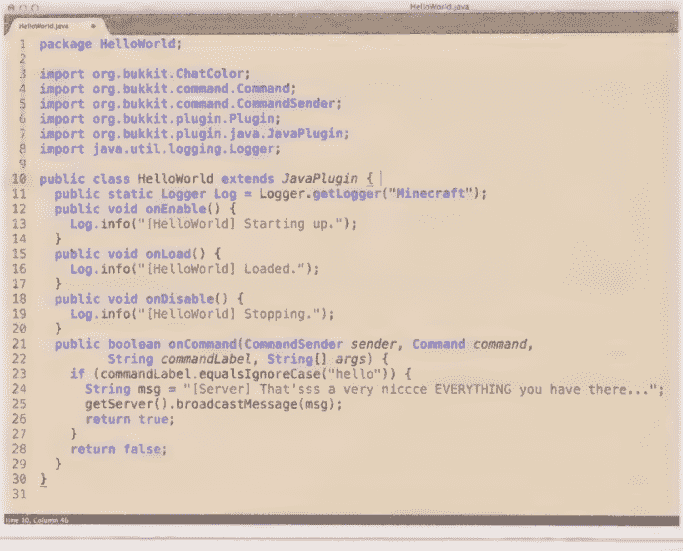 HelloWorld.java
HelloWorld.java
1 package HelloWorld;
2
3 import org.bukkit.ChatColor;
4 import org.bukkit.command.Command;
5 import org.bukkit.command.CommandSender;
6 import org.bukkit.plugin.Plugin;
7 import org.bukkit.plugin.java.JavaPlugin;
8 import java.util.logging.Logger;
9
10 public class HelloWorld extends JavaPlugin {
11   public static Logger Log = Logger.getLogger("Minecraft");
12   public void onEnable() {
13     Log.info("[HelloWorld] Starting up.");
14   }
15   public void onLoad() {
16     Log.info("[HelloWorld] Loaded.");
17   }
18   public void onDisable() {
19     Log.info("[HelloWorld] Stopping.");
20   }
21   public boolean onCommand(CommandSender sender, Command command,
22          String commandLabel, String[] args) {
23     if (commandLabel.equalsIgnoreCase("hello")) {
24       String msg = "[Server] That'sss a very niccce EVERYTHING you have there...";
25       getServer().broadcastMessage(msg);
26       return true;
27     }
28     return false;
29   }
30 }
31
Line 10, Column 46